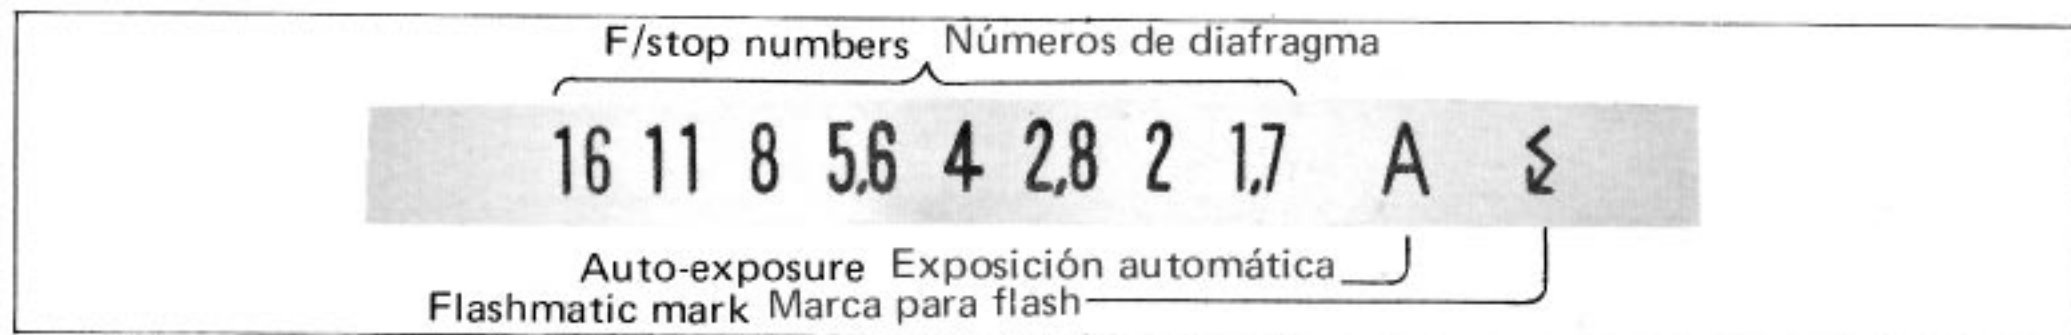 F/stop numbers Números de diafragma
16 11 8 5,6 4 2,8 2 1,7 A
Auto-exposure Exposición automática
Flashmatic mark Marca para flash